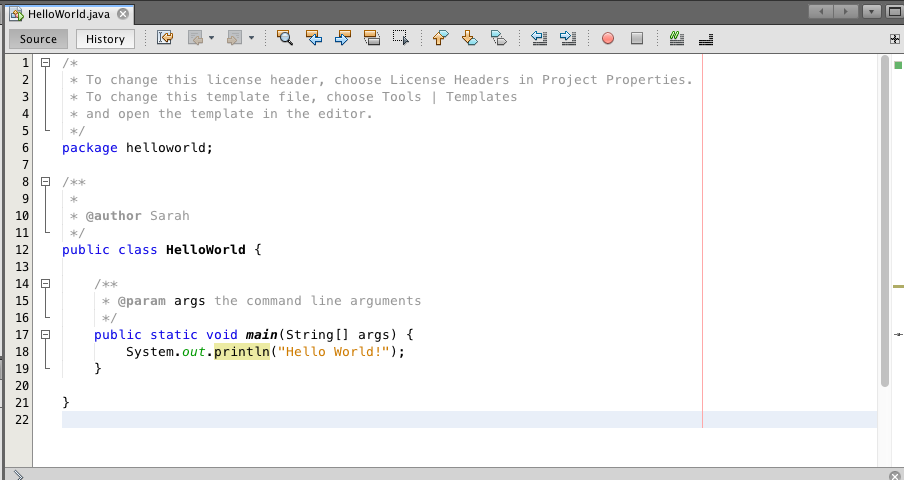 HelloWorld.java
Source History
1 /*
2  * To change this license header, choose License Headers in Project Properties.
3  * To change this template file, choose Tools | Templates
4  * and open the template in the editor.
5  */
6 package helloworld;
7
8 /**
9  *
10  * @author Sarah
11  */
12 public class HelloWorld {
13
14     /**
15      * @param args the command line arguments
16      */
17     public static void main(String[] args) {
18         System.out.println("Hello World!");
19     }
20
21 }
22